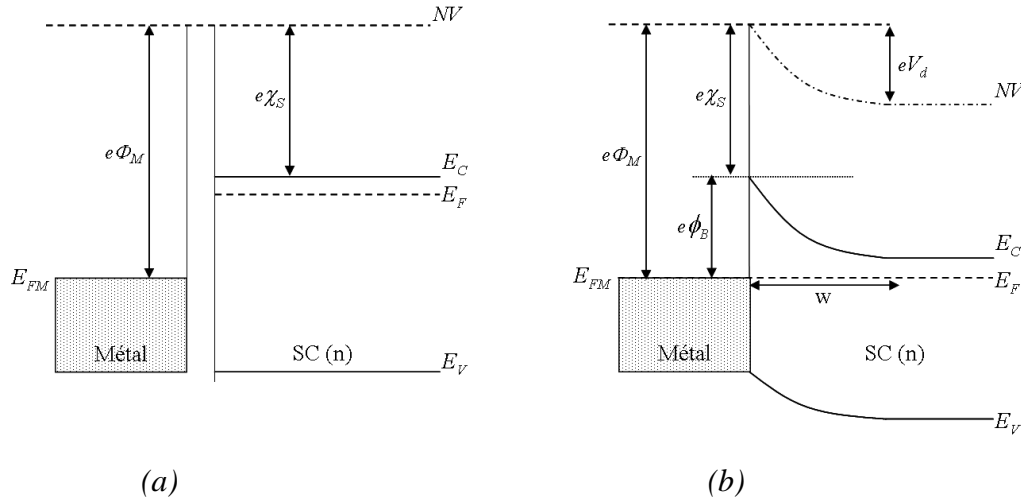 NV
eχ_S
eΦ_M
E_C
E_F
E_FM
Métal
SC (n)
E_V
(a)
eV_d
NV
eχ_S
eΦ_M
eϕ_B
E_C
E_FM
E_F
w
Métal
SC (n)
E_V
(b)